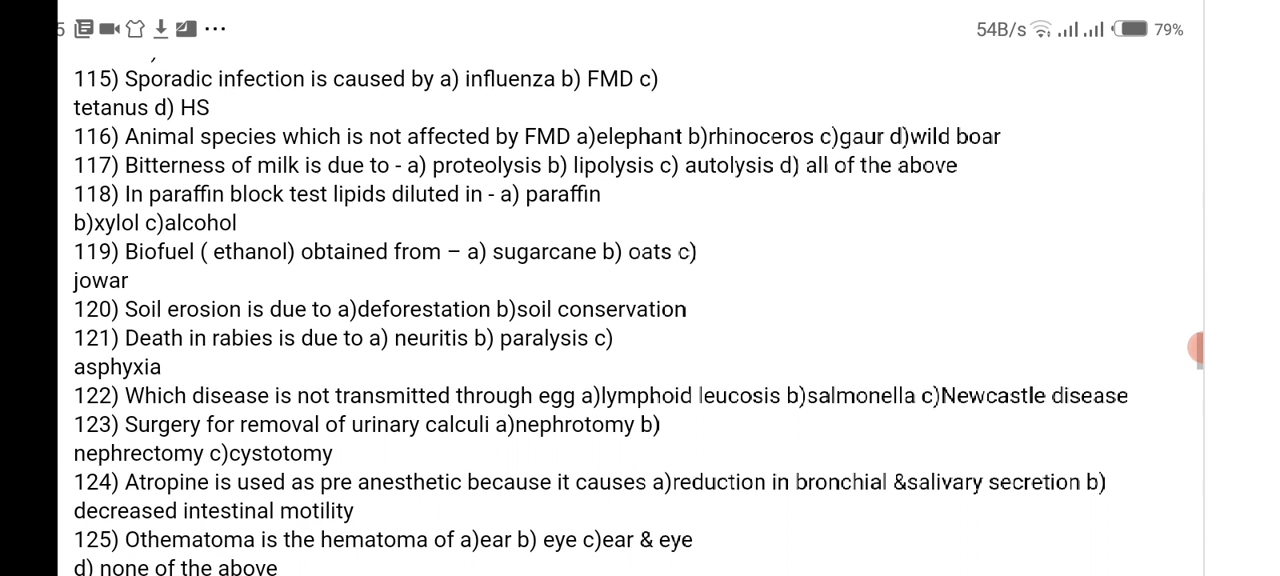 5 54B/s 79%
115) Sporadic infection is caused by a) influenza b) FMD c)
tetanus d) HS
116) Animal species which is not affected by FMD a)elephant b)rhinoceros c)gaur d)wild boar
117) Bitterness of milk is due to - a) proteolysis b) lipolysis c) autolysis d) all of the above
118) In paraffin block test lipids diluted in - a) paraffin
b)xylol c)alcohol
119) Biofuel ( ethanol) obtained from – a) sugarcane b) oats c)
jowar
120) Soil erosion is due to a)deforestation b)soil conservation
121) Death in rabies is due to a) neuritis b) paralysis c)
asphyxia
122) Which disease is not transmitted through egg a)lymphoid leucosis b)salmonella c)Newcastle disease
123) Surgery for removal of urinary calculi a)nephrotomy b)
nephrectomy c)cystotomy
124) Atropine is used as pre anesthetic because it causes a)reduction in bronchial &salivary secretion b)
decreased intestinal motility
125) Othematoma is the hematoma of a)ear b) eye c)ear & eye
d) none of the above